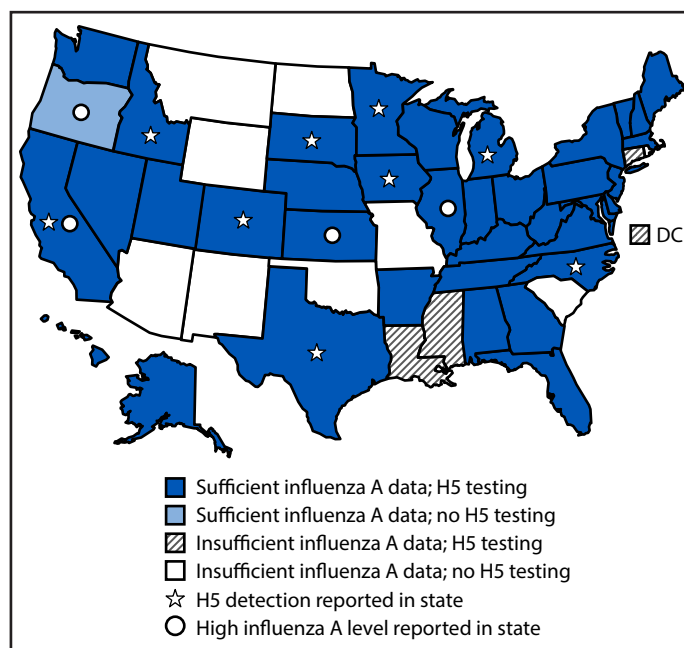 DC
Sufficient influenza A data; H5 testing
Sufficient influenza A data; no H5 testing
Insufficient influenza A data; H5 testing
Insufficient influenza A data; no H5 testing
H5 detection reported in state
High influenza A level reported in state